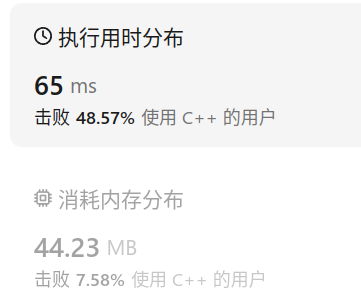 执行用时分布
65 ms
击败 48.57% 使用 C++ 的用户
消耗内存分布
44.23 MB
击败 7.58% 使用 C++ 的用户